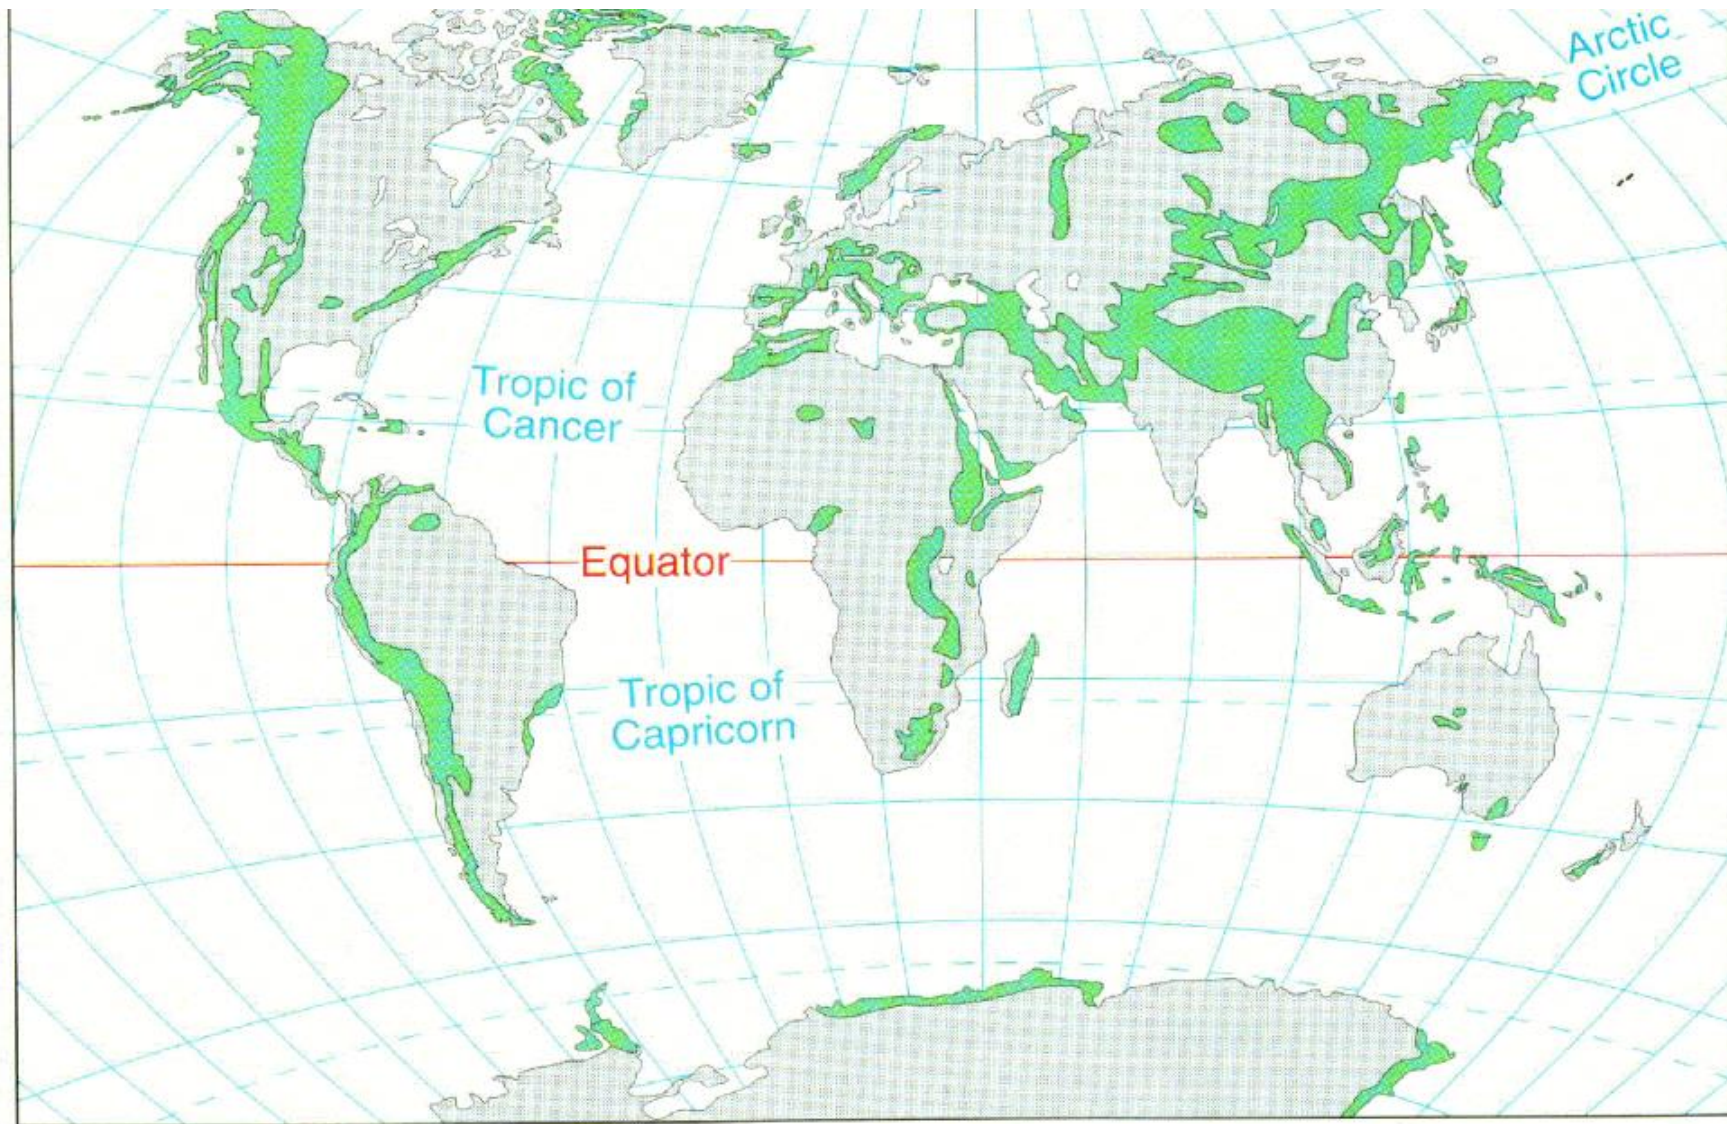 Arctic
Circle
Tropic of
Cancer
Equator
Tropic of
Capricorn